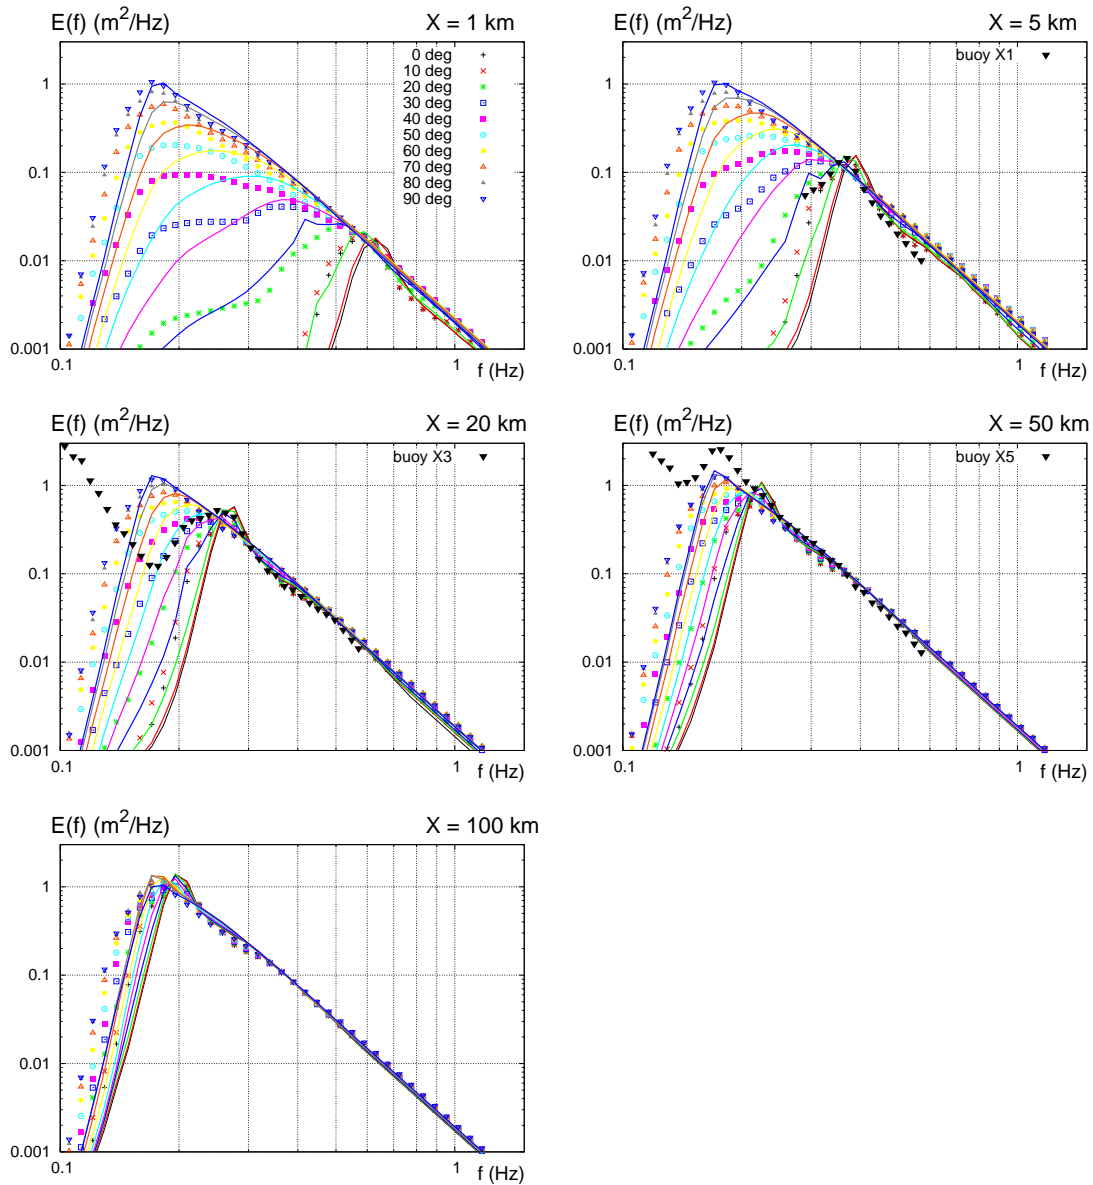 E(f) (m²/Hz) X = 1 km
1
0.1
0.01
0.001
0.1
1
f (Hz)
0 deg
10 deg
20 deg
30 deg
40 deg
50 deg
60 deg
70 deg
80 deg
90 deg
E(f) (m²/Hz) X = 5 km
buoy X1
1
0.1
0.01
0.001
0.1
1
f (Hz)
E(f) (m²/Hz) X = 20 km
buoy X3
1
0.1
0.01
0.001
0.1
1
f (Hz)
E(f) (m²/Hz) X = 50 km
buoy X5
1
0.1
0.01
0.001
0.1
1
f (Hz)
E(f) (m²/Hz) X = 100 km
1
0.1
0.01
0.001
0.1
1
f (Hz)